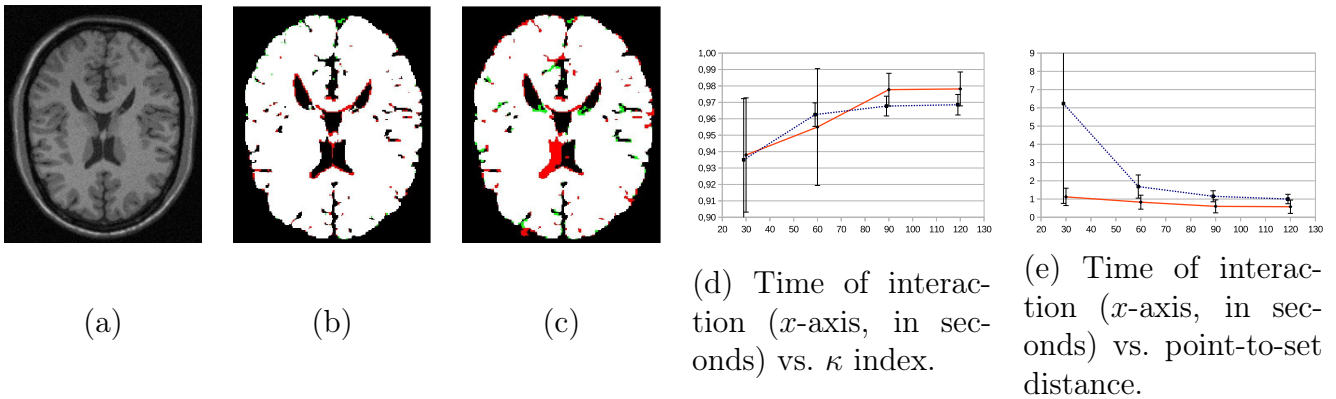 1,00
0,99
0,98
0,97
0,96
0,95
0,94
0,93
0,92
0,91
0,90
20 30 40 50 60 70 80 90 100 110 120 130
9
8
7
6
5
4
3
2
1
0
20 30 40 50 60 70 80 90 100 110 120 130
(a)
(b)
(c)
(d) Time of interac-
tion (x-axis, in sec-
onds) vs. κ index.
(e) Time of interac-
tion (x-axis, in sec-
onds) vs. point-to-set
distance.